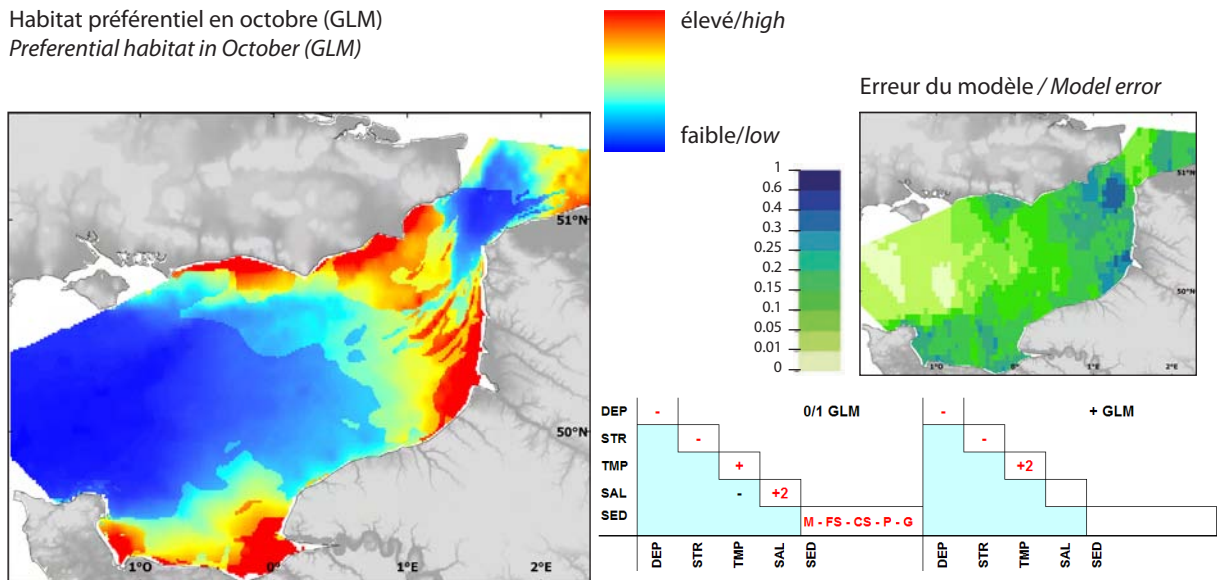 Habitat préférentiel en octobre (GLM)
Preferential habitat in October (GLM)
élevé/high
faible/low
Erreur du modèle / Model error
51°N
50°N
1°O
0°
1°E
2°E
1
0.6
0.4
0.3
0.25
0.2
0.15
0.1
0.05
0.01
0
51°N
50°N
1°O
0°
1°E
2°E
DEP - 0/1 GLM - + GLM
STR - -
TMP + +2
SAL - +2
SED M - FS - CS - P - G
DEP STR TMP SAL SED DEP STR TMP SAL SED